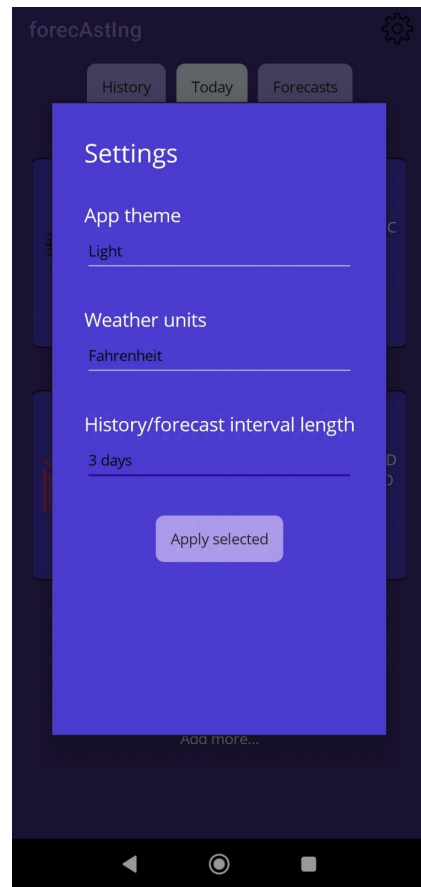 forecAstIng
History Today Forecasts
Settings
App theme
C
Light
Weather units
Fahrenheit
History/forecast interval length
3 days
D
D
Apply selected
Add more...